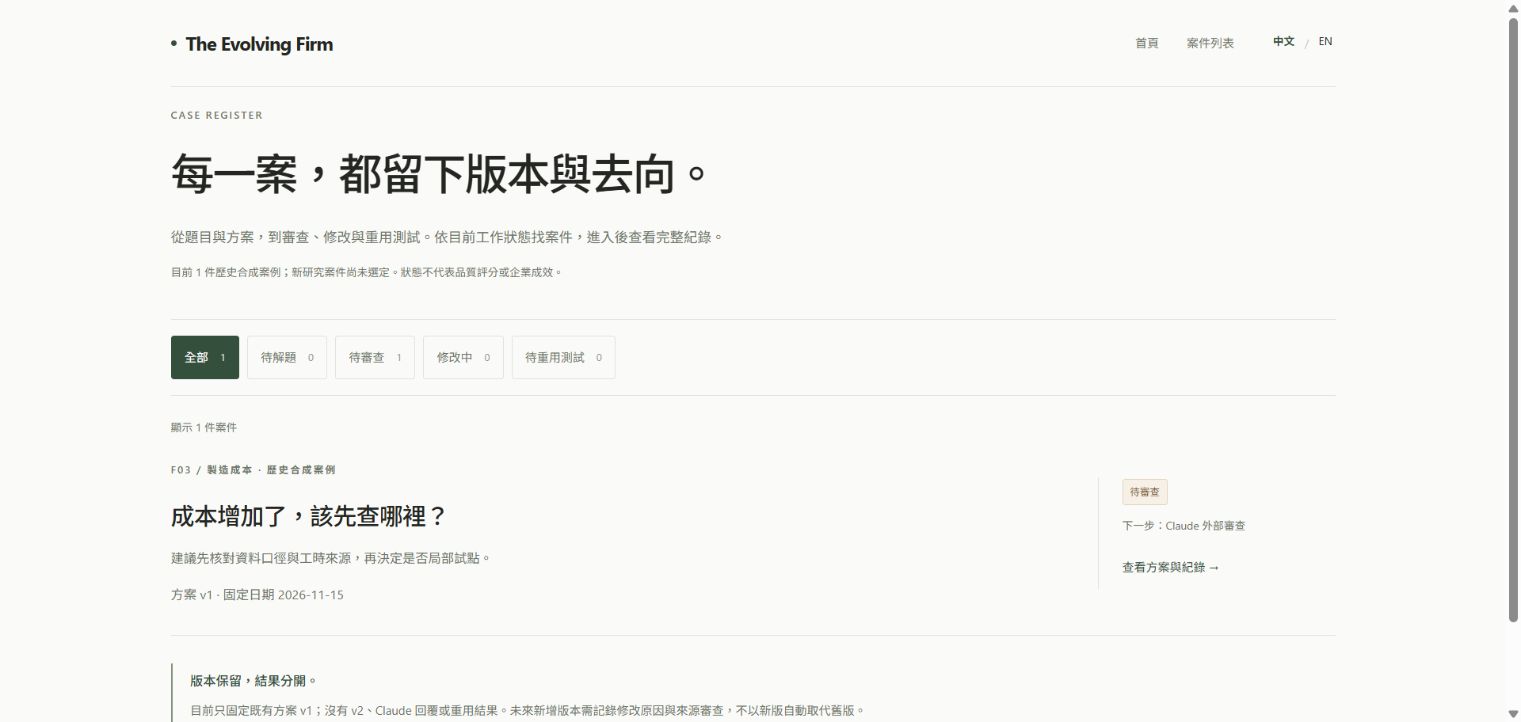 • The Evolving Firm
首頁 案件列表 中文 / EN
CASE REGISTER
每一案，都留下版本與去向。
從題目與方案，到審查、修改與重用測試。依目前工作狀態找案件，進入後查看完整紀錄。
目前 1 件歷史合成案例；新研究案件尚未選定。狀態不代表品質評分或企業成效。
全部 1 待解題 0 待審查 1 修改中 0 待重用測試 0
顯示 1 件案件
F03 / 製造成本 · 歷史合成案例
成本增加了，該先查哪裡？
建議先核對資料口徑與工時來源，再決定是否局部試點。
方案 v1 · 固定日期 2026-11-15
待審查
下一步：Claude 外部審查
查看方案與紀錄 →
版本保留，結果分開。
目前只固定既有方案 v1；沒有 v2、Claude 回覆或重用結果。未來新增版本需記錄修改原因與來源審查，不以新版自動取代舊版。